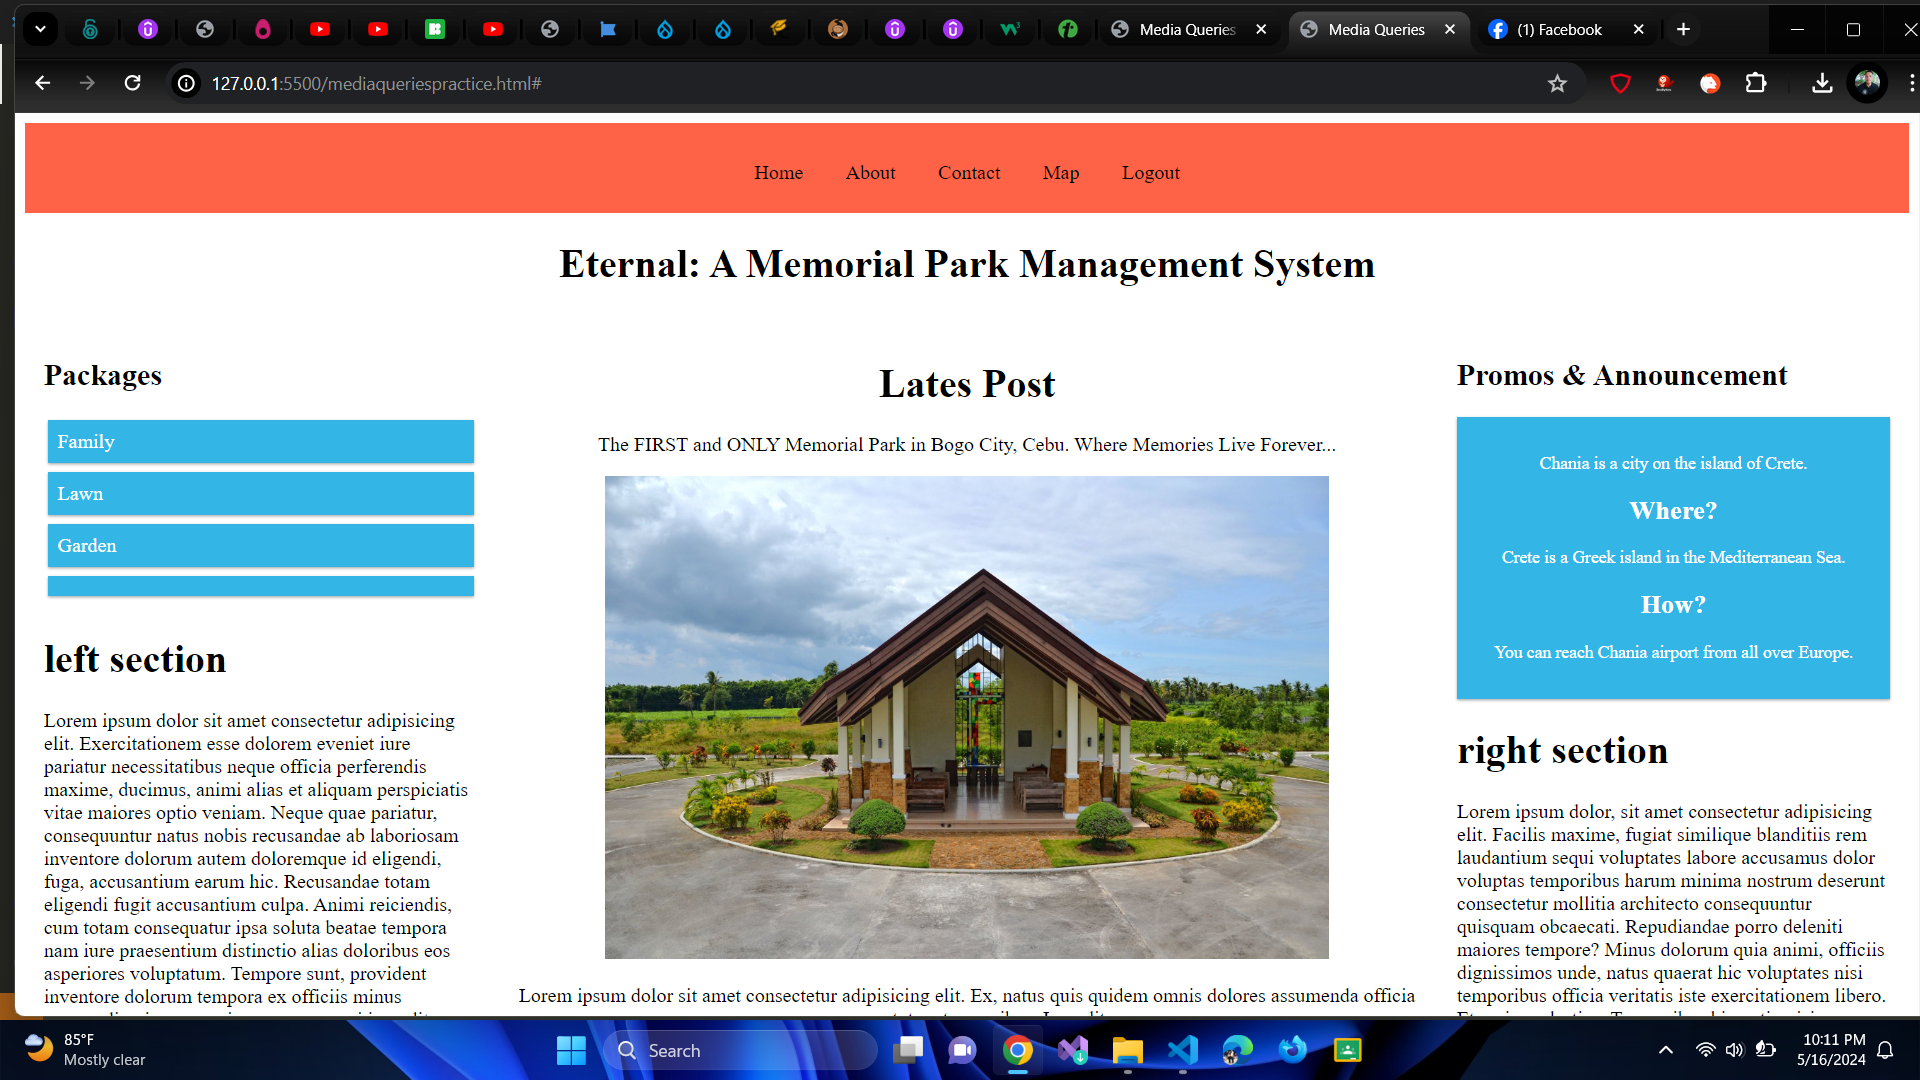 Media Queries
Media Queries
(1) Facebook
127.0.0.1:5500/mediaqueriespractice.html#
Home About Contact Map Logout
Eternal: A Memorial Park Management System
Packages
Family
Lawn
Garden
left section
Lorem ipsum dolor sit amet consectetur adipisicing
elit. Exercitationem esse dolorem eveniet iure
pariatur necessitatibus neque officia perferendis
maxime, ducimus, animi alias et aliquam perspiciatis
vitae maiores optio veniam. Neque quae pariatur,
consequuntur natus nobis recusandae ab laboriosam
inventore dolorum autem doloremque id eligendi,
fuga, accusantium earum hic. Recusandae totam
eligendi fugit accusantium culpa. Animi reiciendis,
cum totam consequatur ipsa soluta beatae tempora
nam iure praesentium distinctio alias doloribus eos
asperiores voluptatum. Tempore sunt, provident
inventore dolorum tempora ex officiis minus
Lates Post
The FIRST and ONLY Memorial Park in Bogo City, Cebu. Where Memories Live Forever...
Lorem ipsum dolor sit amet consectetur adipisicing elit. Ex, natus quis quidem omnis dolores assumenda officia
Promos & Announcement
Chania is a city on the island of Crete.
Where?
Crete is a Greek island in the Mediterranean Sea.
How?
You can reach Chania airport from all over Europe.
right section
Lorem ipsum dolor, sit amet consectetur adipisicing
elit. Facilis maxime, fugiat similique blanditiis rem
laudantium sequi voluptates labore accusamus dolor
voluptas temporibus harum minima nostrum deserunt
consectetur mollitia architecto consequuntur
quisquam obcaecati. Repudiandae porro deleniti
maiores tempore? Minus dolorum quia animi, officiis
dignissimos unde, natus quaerat hic voluptates nisi
temporibus officia veritatis iste exercitationem libero.
85°F
Mostly clear
Search
10:11 PM
5/16/2024